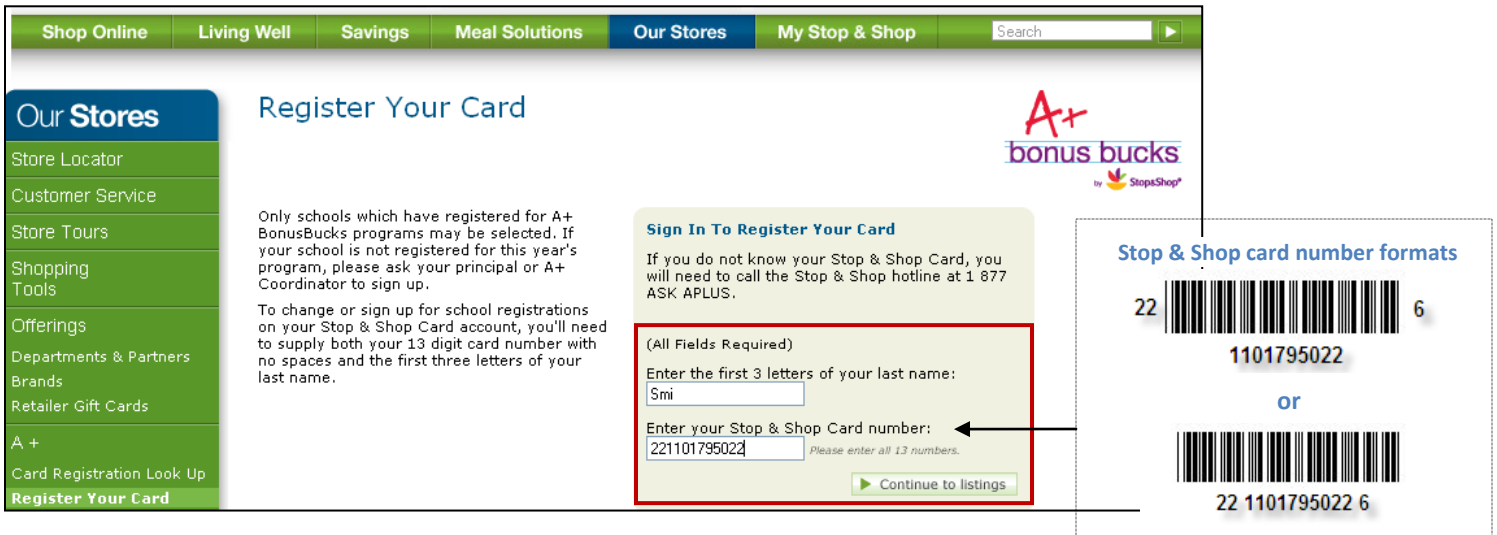 Shop Online Living Well Savings Meal Solutions Our Stores My Stop & Shop Search
Our Stores
Store Locator
Customer Service
Store Tours
Shopping
Tools
Offerings
Departments & Partners
Brands
Retailer Gift Cards
A +
Card Registration Look Up
Register Your Card
Register Your Card
A+
bonus bucks
by Stop&Shop®
Only schools which have registered for A+
BonusBucks programs may be selected. If
your school is not registered for this year's
program, please ask your principal or A+
Coordinator to sign up.
To change or sign up for school registrations
on your Stop & Shop Card account, you'll need
to supply both your 13 digit card number with
no spaces and the first three letters of your
last name.
Sign In To Register Your Card
If you do not know your Stop & Shop Card, you
will need to call the Stop & Shop hotline at 1 877
ASK APLUS.
(All Fields Required)
Enter the first 3 letters of your last name:
Smi
Enter your Stop & Shop Card number:
221101795022 Please enter all 13 numbers.
Continue to listings
Stop & Shop card number formats
22 6
1101795022
or
22 1101795022 6